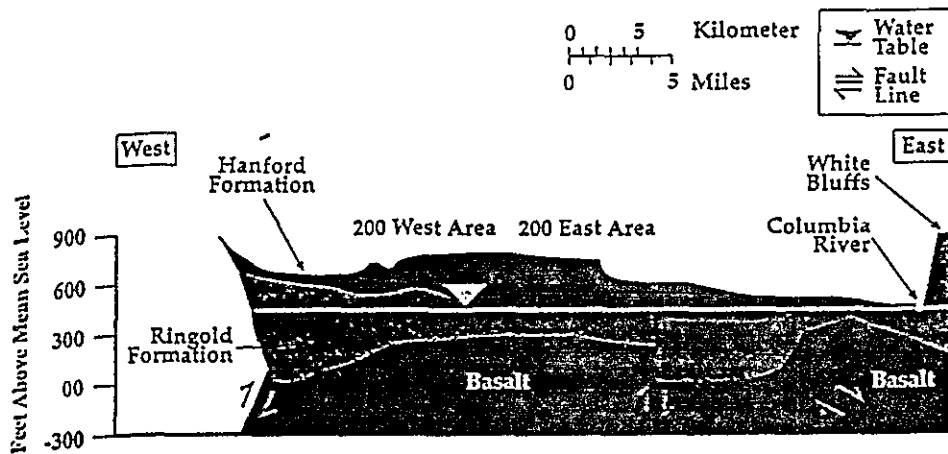 0 5 Kilometer
0 5 Miles
Water
Table
Fault
Line
West
East
Hanford
Formation
White
Bluffs
200 West Area 200 East Area
Columbia
River
Feet Above Mean Sea Level
900
600
300
00
-300
Ringold
Formation
Basalt
Basalt